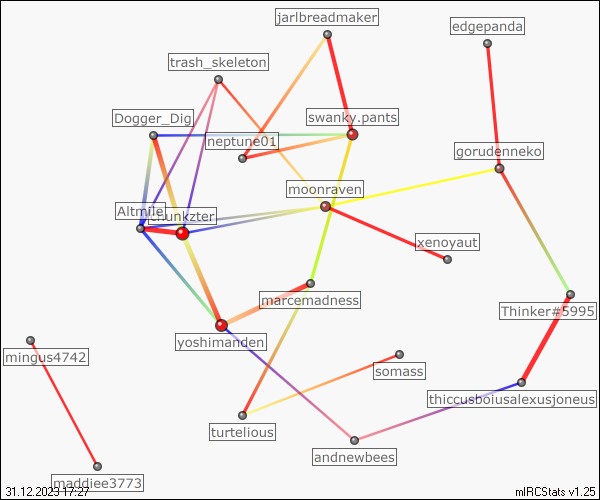 jarlbreadmaker
edgepanda
trash_skeleton
Dogger_Dig
swanky.pants
neptune01
gorudenneko
moonraven
Altmile
chunkzter
xenoyaut
marcemadness
Thinker#5995
yoshimanden
mingus4742
somass
thiccusboiusalexusjoneus
turtelious
andnewbees
maddiee3773
31.12.2023 17:27
mIRCStats v1.25